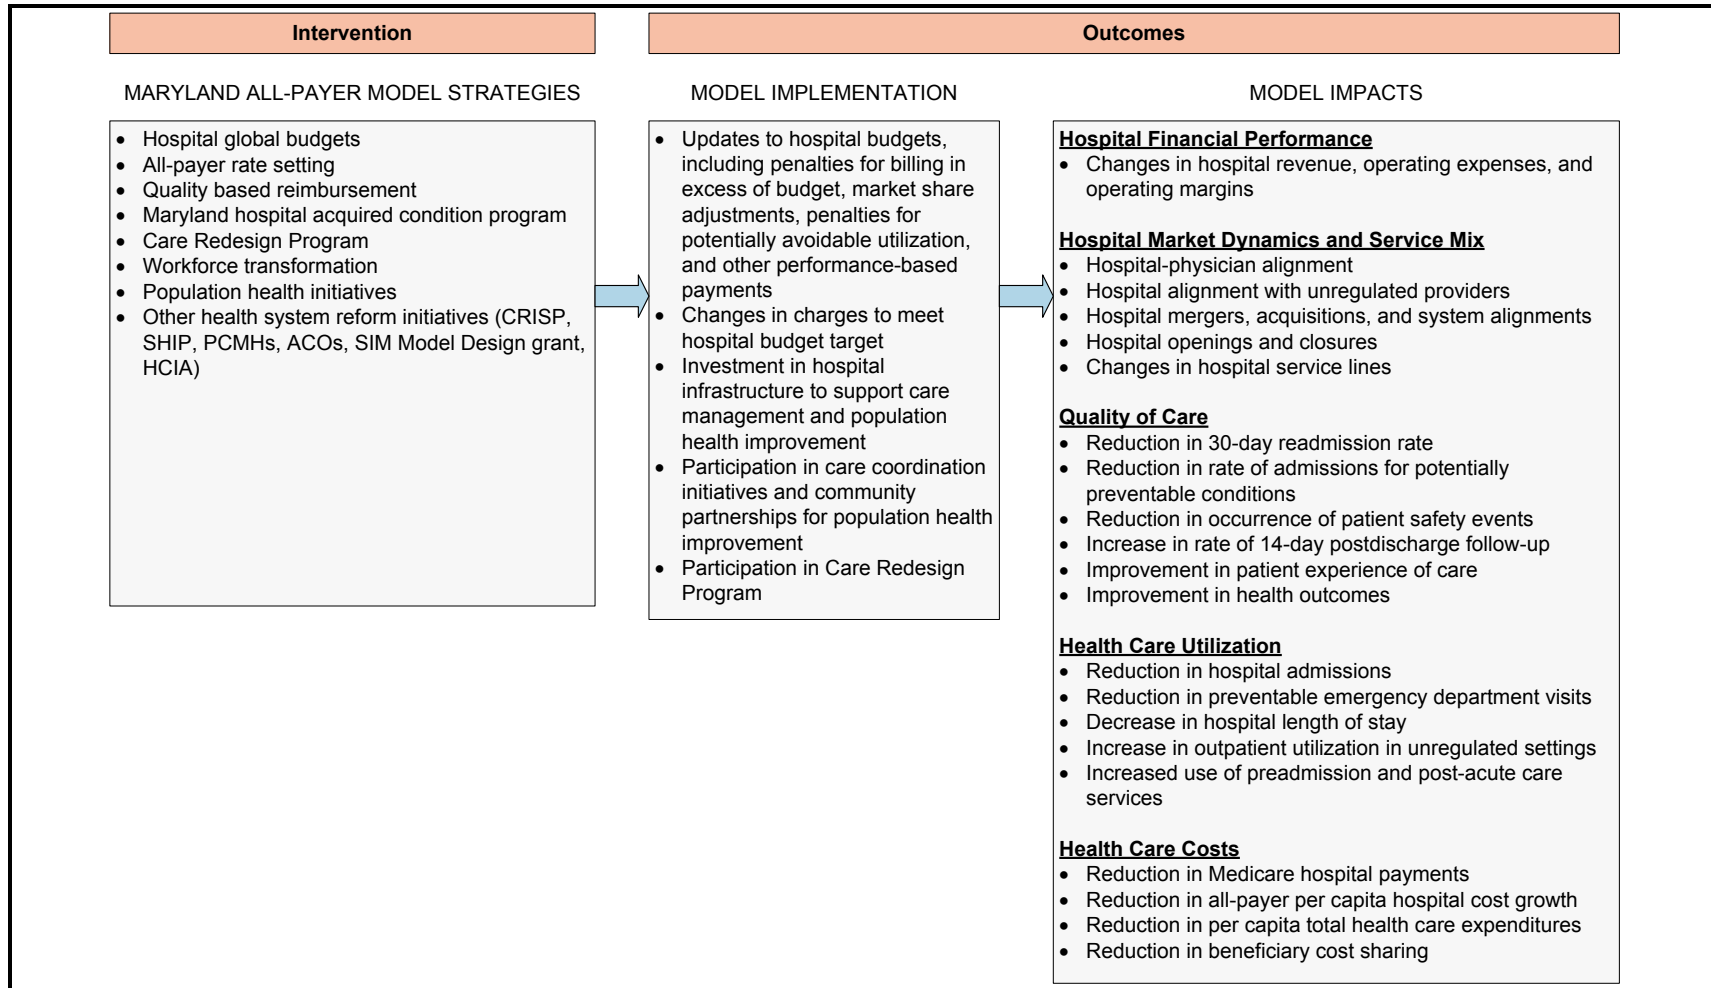 Intervention
Outcomes
MARYLAND ALL-PAYER MODEL STRATEGIES
• Hospital global budgets
• All-payer rate setting
• Quality based reimbursement
• Maryland hospital acquired condition program
• Care Redesign Program
• Workforce transformation
• Population health initiatives
• Other health system reform initiatives (CRISP,
SHIP, PCMHs, ACOs, SIM Model Design grant,
HCIA)
MODEL IMPLEMENTATION
• Updates to hospital budgets,
including penalties for billing in
excess of budget, market share
adjustments, penalties for
potentially avoidable utilization,
and other performance-based
payments
• Changes in charges to meet
hospital budget target
• Investment in hospital
infrastructure to support care
management and population
health improvement
• Participation in care coordination
initiatives and community
partnerships for population health
improvement
• Participation in Care Redesign
Program
MODEL IMPACTS
Hospital Financial Performance
• Changes in hospital revenue, operating expenses, and
operating margins
Hospital Market Dynamics and Service Mix
• Hospital-physician alignment
• Hospital alignment with unregulated providers
• Hospital mergers, acquisitions, and system alignments
• Hospital openings and closures
• Changes in hospital service lines
Quality of Care
• Reduction in 30-day readmission rate
• Reduction in rate of admissions for potentially
preventable conditions
• Reduction in occurrence of patient safety events
• Increase in rate of 14-day postdischarge follow-up
• Improvement in patient experience of care
• Improvement in health outcomes
Health Care Utilization
• Reduction in hospital admissions
• Reduction in preventable emergency department visits
• Decrease in hospital length of stay
• Increase in outpatient utilization in unregulated settings
• Increased use of preadmission and post-acute care
services
Health Care Costs
• Reduction in Medicare hospital payments
• Reduction in all-payer per capita hospital cost growth
• Reduction in per capita total health care expenditures
• Reduction in beneficiary cost sharing